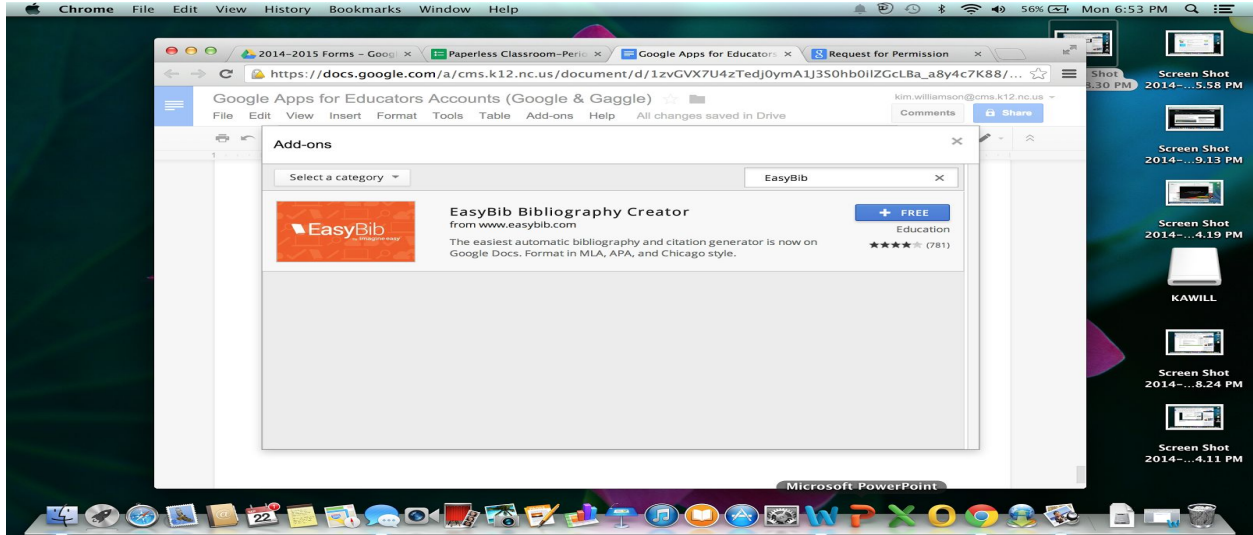 Chrome File Edit View History Bookmarks Window Help 56% Mon 6:53 PM
2014-2015 Forms - Goog
Paperless Classroom-Perio
Google Apps for Educators
Request for Permission
https://docs.google.com/a/cms.k12.nc.us/document/d/1zvGVX7U4zTedj0ymA1J3S0hb0ilZGcLBa_a8y4c7K88/...
Google Apps for Educators Accounts (Google & Gaggle)
kim.williamson@cms.k12.nc.us
File Edit View Insert Format Tools Table Add-ons Help All changes saved in Drive
Comments
Share
Add-ons
Select a category
EasyBib
EasyBib
imagine easy
EasyBib Bibliography Creator
from www.easybib.com
The easiest automatic bibliography and citation generator is now on
Google Docs. Format in MLA, APA, and Chicago style.
+ FREE
Education
(781)
Shot
3.30 PM
Screen Shot
2014-...5.58 PM
Screen Shot
2014-...9.13 PM
Screen Shot
2014-...4.19 PM
KAWILL
Screen Shot
2014-...8.24 PM
Screen Shot
2014-...4.11 PM
Microsoft PowerPoint
22